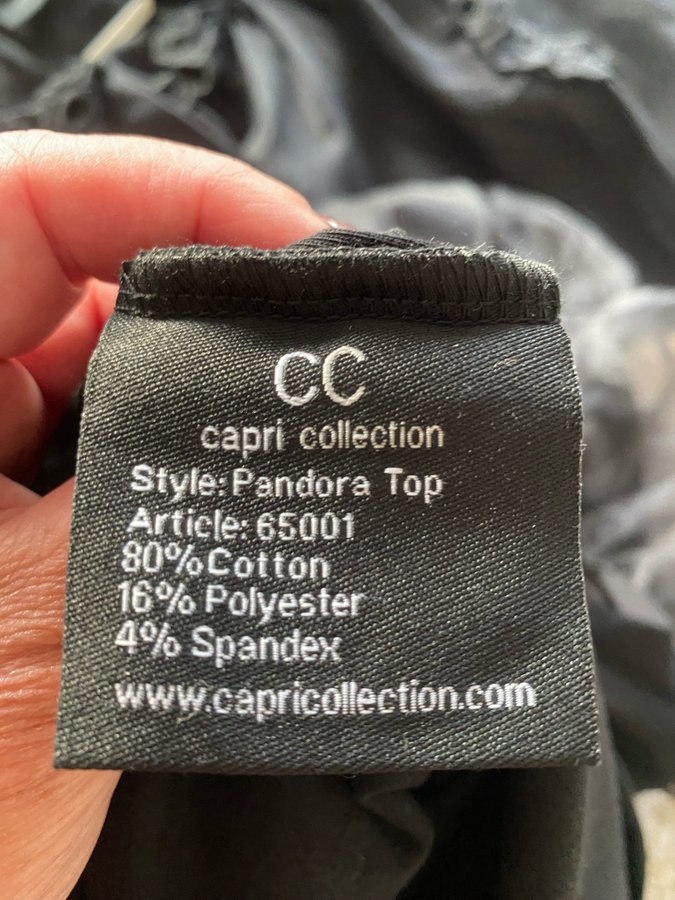 CC
capri collection
Style: Pandora Top
Article: 65001
80% Cotton
16% Polyester
4% Spandex
www.capricollection.com